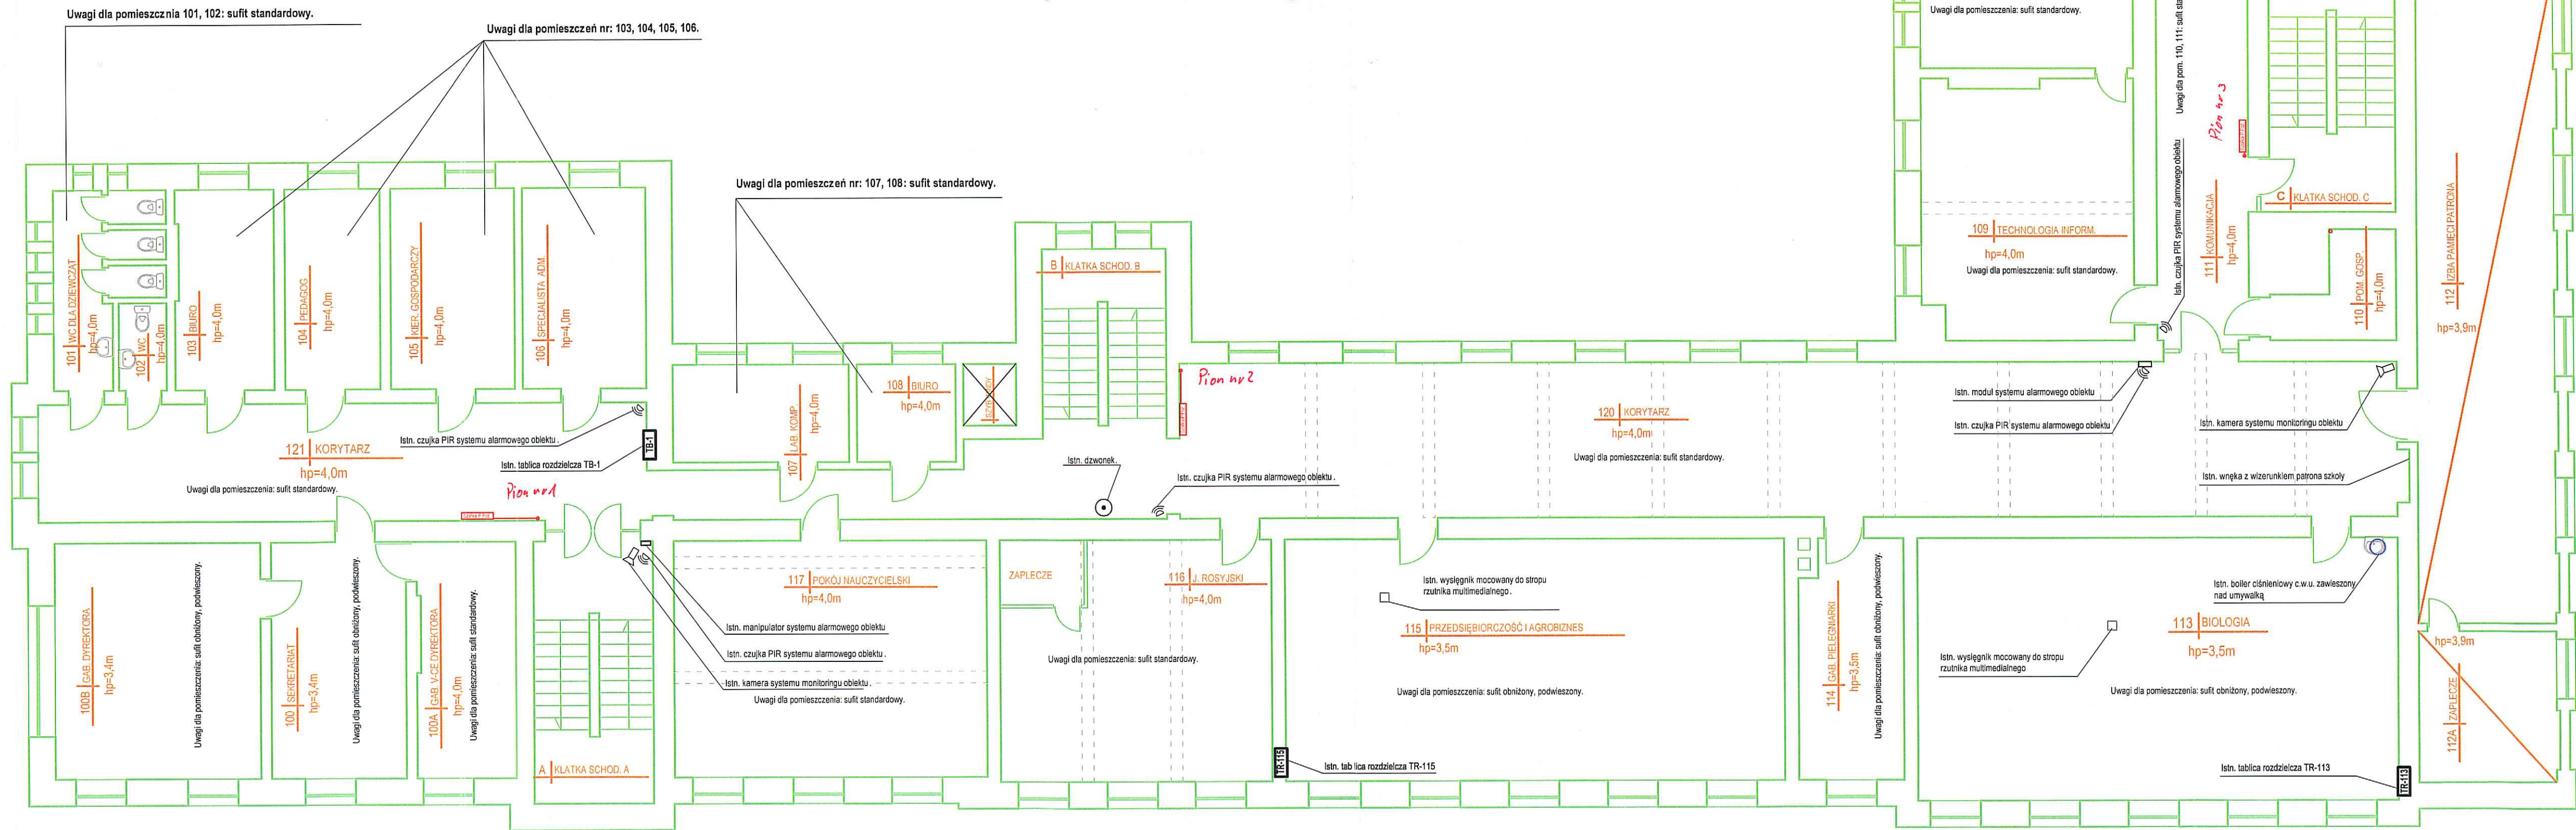 Uwagi dla pomieszcznia 101, 102: sufit standardowy.
Uwagi dla pomieszczeń nr: 103, 104, 105, 106.
Uwagi dla pomieszczeń nr: 107, 108: sufit standardowy.
Uwagi dla pomieszczenia: sufit standardowy.
Uwagi dla pom. 110, 111: sufit
101 WC DLA DZIEWCZĄT
hp=4,0m
102 WC
hp=4,0m
103 BIURO
hp=4,0m
104 PEDAGOG
hp=4,0m
105 KIER. GOSPODARCZY
hp=4,0m
106 SPECJALISTA ADM.
hp=4,0m
107 LAB. KOMP.
hp=4,0m
108 BIURO
hp=4,0m
B KLATKA SCHOD. B
109 TECHNOLOGIA INFORM.
hp=4,0m
Uwagi dla pomieszczenia: sufit standardowy.
Istn. czujka PIR systemu alarmowego obiektu
Pion nr 3
111 KOMUNIKACJA
hp=4,0m
C KLATKA SCHOD. C
110 POM. GOSP.
hp=4,0m
112 IZBA PAMIECI PATRONA
hp=3,9m
121 KORYTARZ
hp=4,0m
Uwagi dla pomieszczenia: sufit standardowy.
Istn. czujka PIR systemu alarmowego obiektu.
Istn. tablica rozdzielcza TB-1
TB-1
Pion nr1
Pion nr2
Istn. dzwonek.
Istn. czujka PIR systemu alarmowego obiektu.
120 KORYTARZ
hp=4,0m
Uwagi dla pomieszczenia: sufit standardowy.
Istn. moduł systemu alarmowego obiektu
Istn. czujka PIR systemu alarmowego obiektu
Istn. kamera systemu monitoringu obiektu
Istn. wnęka z wizerunkiem patrona szkoły
100B GAB. DYREKTORA
hp=3,4m
Uwagi dla pomieszczenia: sufit obniżony, podwieszony.
100 SEKRETARIAT
hp=3,4m
Uwagi dla pomieszczenia: sufit obniżony, podwieszony.
100A GAB. V-CE DYREKTORA
hp=4,0m
Uwagi dla pomieszczenia: sufit standardowy.
A KLATKA SCHOD. A
117 POKÓJ NAUCZYCIELSKI
hp=4,0m
Istn. manipulator systemu alarmowego obiektu
Istn. czujka PIR systemu alarmowego obiektu.
Istn. kamera systemu monitoringu obiektu.
Uwagi dla pomieszczenia: sufit standardowy.
ZAPLECZE
116 J. ROSYJSKI
hp=4,0m
Uwagi dla pomieszczenia: sufit standardowy.
Istn. wysięgnik mocowany do stropu
rzutnika multimedialnego.
115 PRZEDSIĘBIORCZOŚĆ I AGROBIZNES
hp=3,5m
Uwagi dla pomieszczenia: sufit obniżony, podwieszony.
TR-115
Istn. tablica rozdzielcza TR-115
114 GAB. PIELEGNIARKI
hp=3,5m
Uwagi dla pomieszczenia: sufit obniżony, podwieszony.
Istn. boiler ciśnieniowy c.w.u. zawieszony
nad umywalką
113 BIOLOGIA
hp=3,5m
Istn. wysięgnik mocowany do stropu
rzutnika multimedialnego
Uwagi dla pomieszczenia: sufit obniżony, podwieszony.
Istn. tablica rozdzielcza TR-113
TR-113
hp=3,9m
112A ZAPLECZE